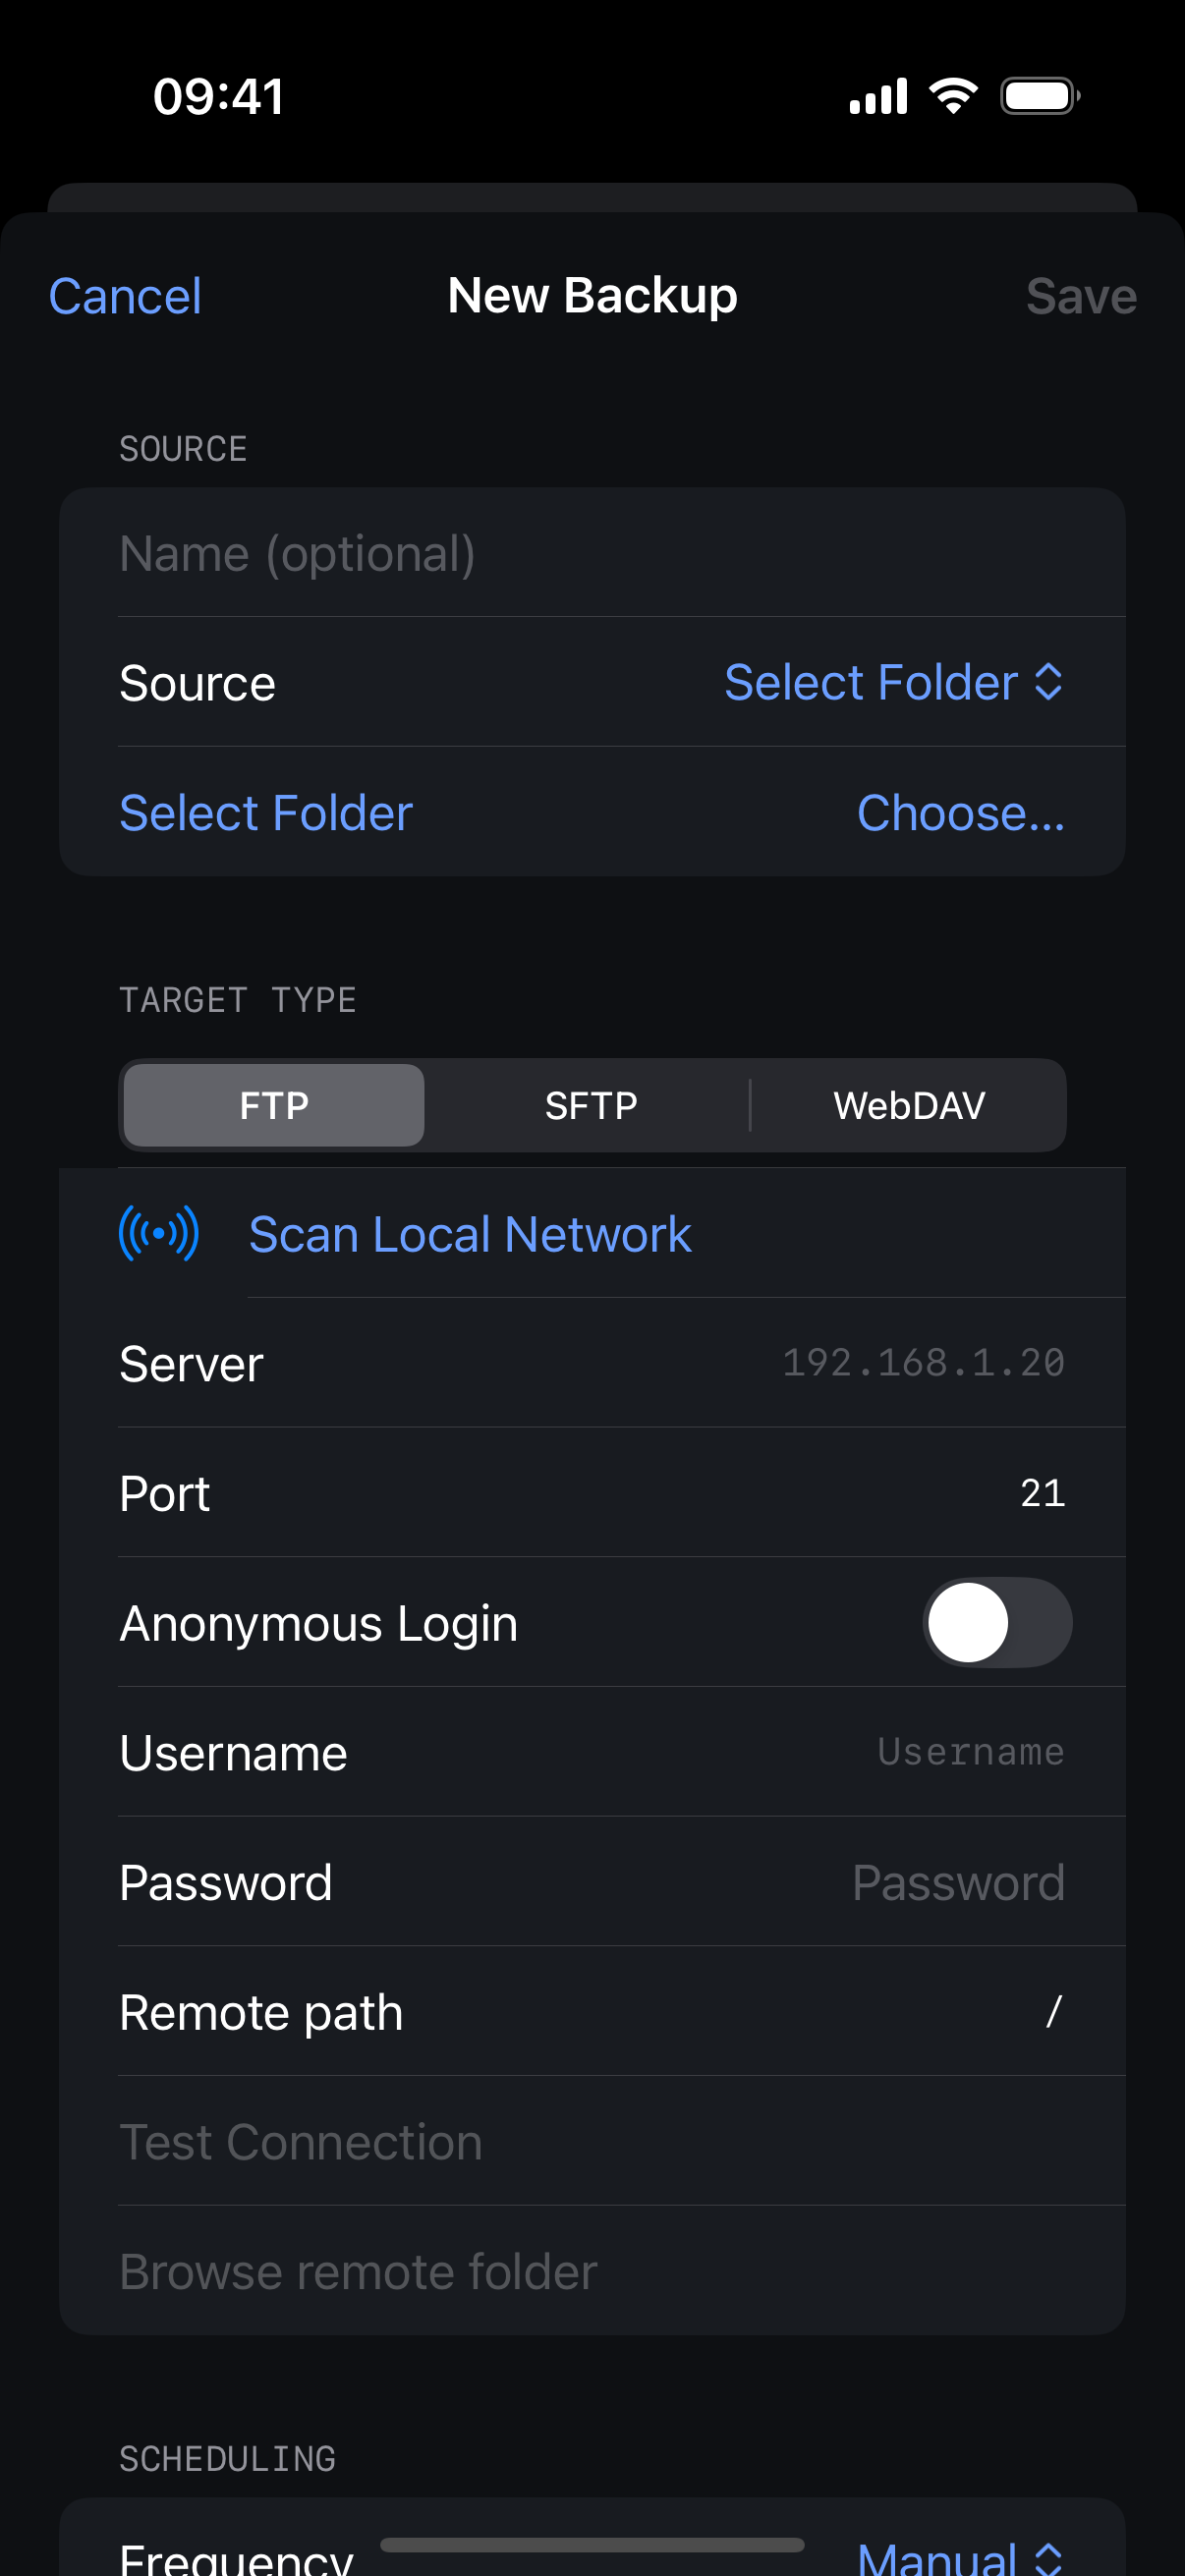 09:41
Cancel New Backup Save
SOURCE
Name (optional)
Source Select Folder
Select Folder Choose...
TARGET TYPE
FTP SFTP WebDAV
Scan Local Network
Server 192.168.1.20
Port 21
Anonymous Login
Username Username
Password Password
Remote path /
Test Connection
Browse remote folder
SCHEDULING
Frequency Manual